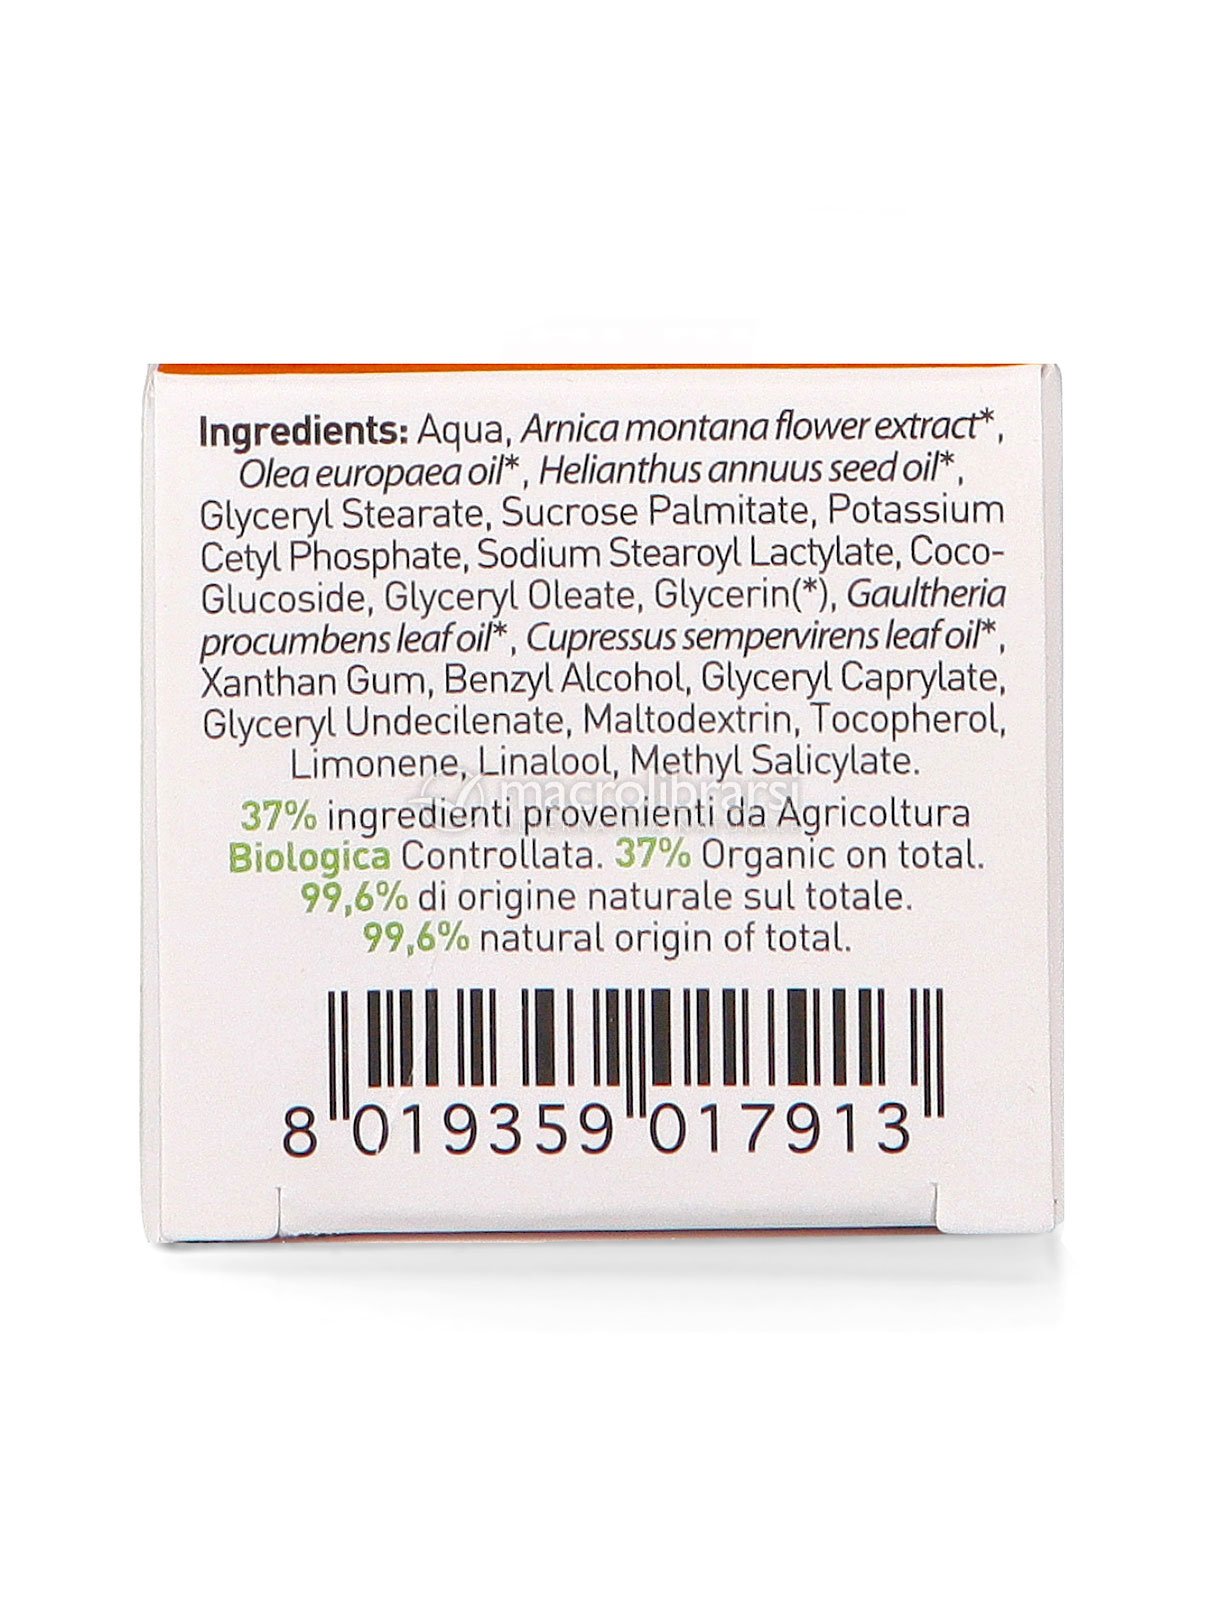 Ingredients: Aqua, Arnica montana flower extract*,
Olea europaea oil*, Helianthus annuus seed oil*,
Glyceryl Stearate, Sucrose Palmitate, Potassium
Cetyl Phosphate, Sodium Stearoyl Lactylate, Coco-
Glucoside, Glyceryl Oleate, Glycerin(*), Gaultheria
procumbens leaf oil*, Cupressus sempervirens leaf oil*,
Xanthan Gum, Benzyl Alcohol, Glyceryl Caprylate,
Glyceryl Undecilenate, Maltodextrin, Tocopherol,
Limonene, Linalool, Methyl Salicylate.
macrolibrarsi
37% ingredienti provenienti da Agricoltura
Biologica Controllata. 37% Organic on total.
99,6% di origine naturale sul totale.
99,6% natural origin of total.
8 019359 017913